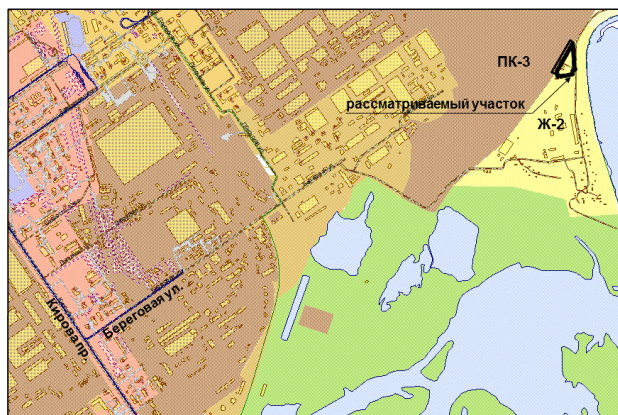 ПК-3
рассматриваемый участок
Ж-2
Береговая ул.
Кирова пр.